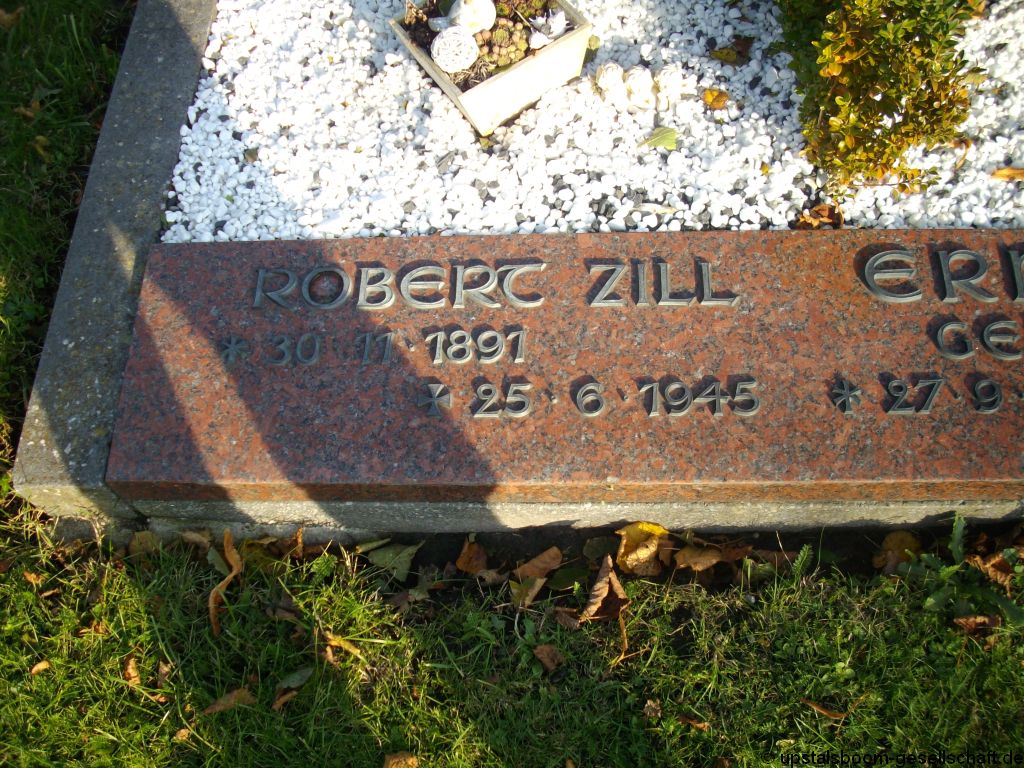 ROBERT ZILL
* 30 · 11 · 1891
✠ 25 · 6 · 1945
* 27 · 9 ·
upstalsboom-gesellschaft.de